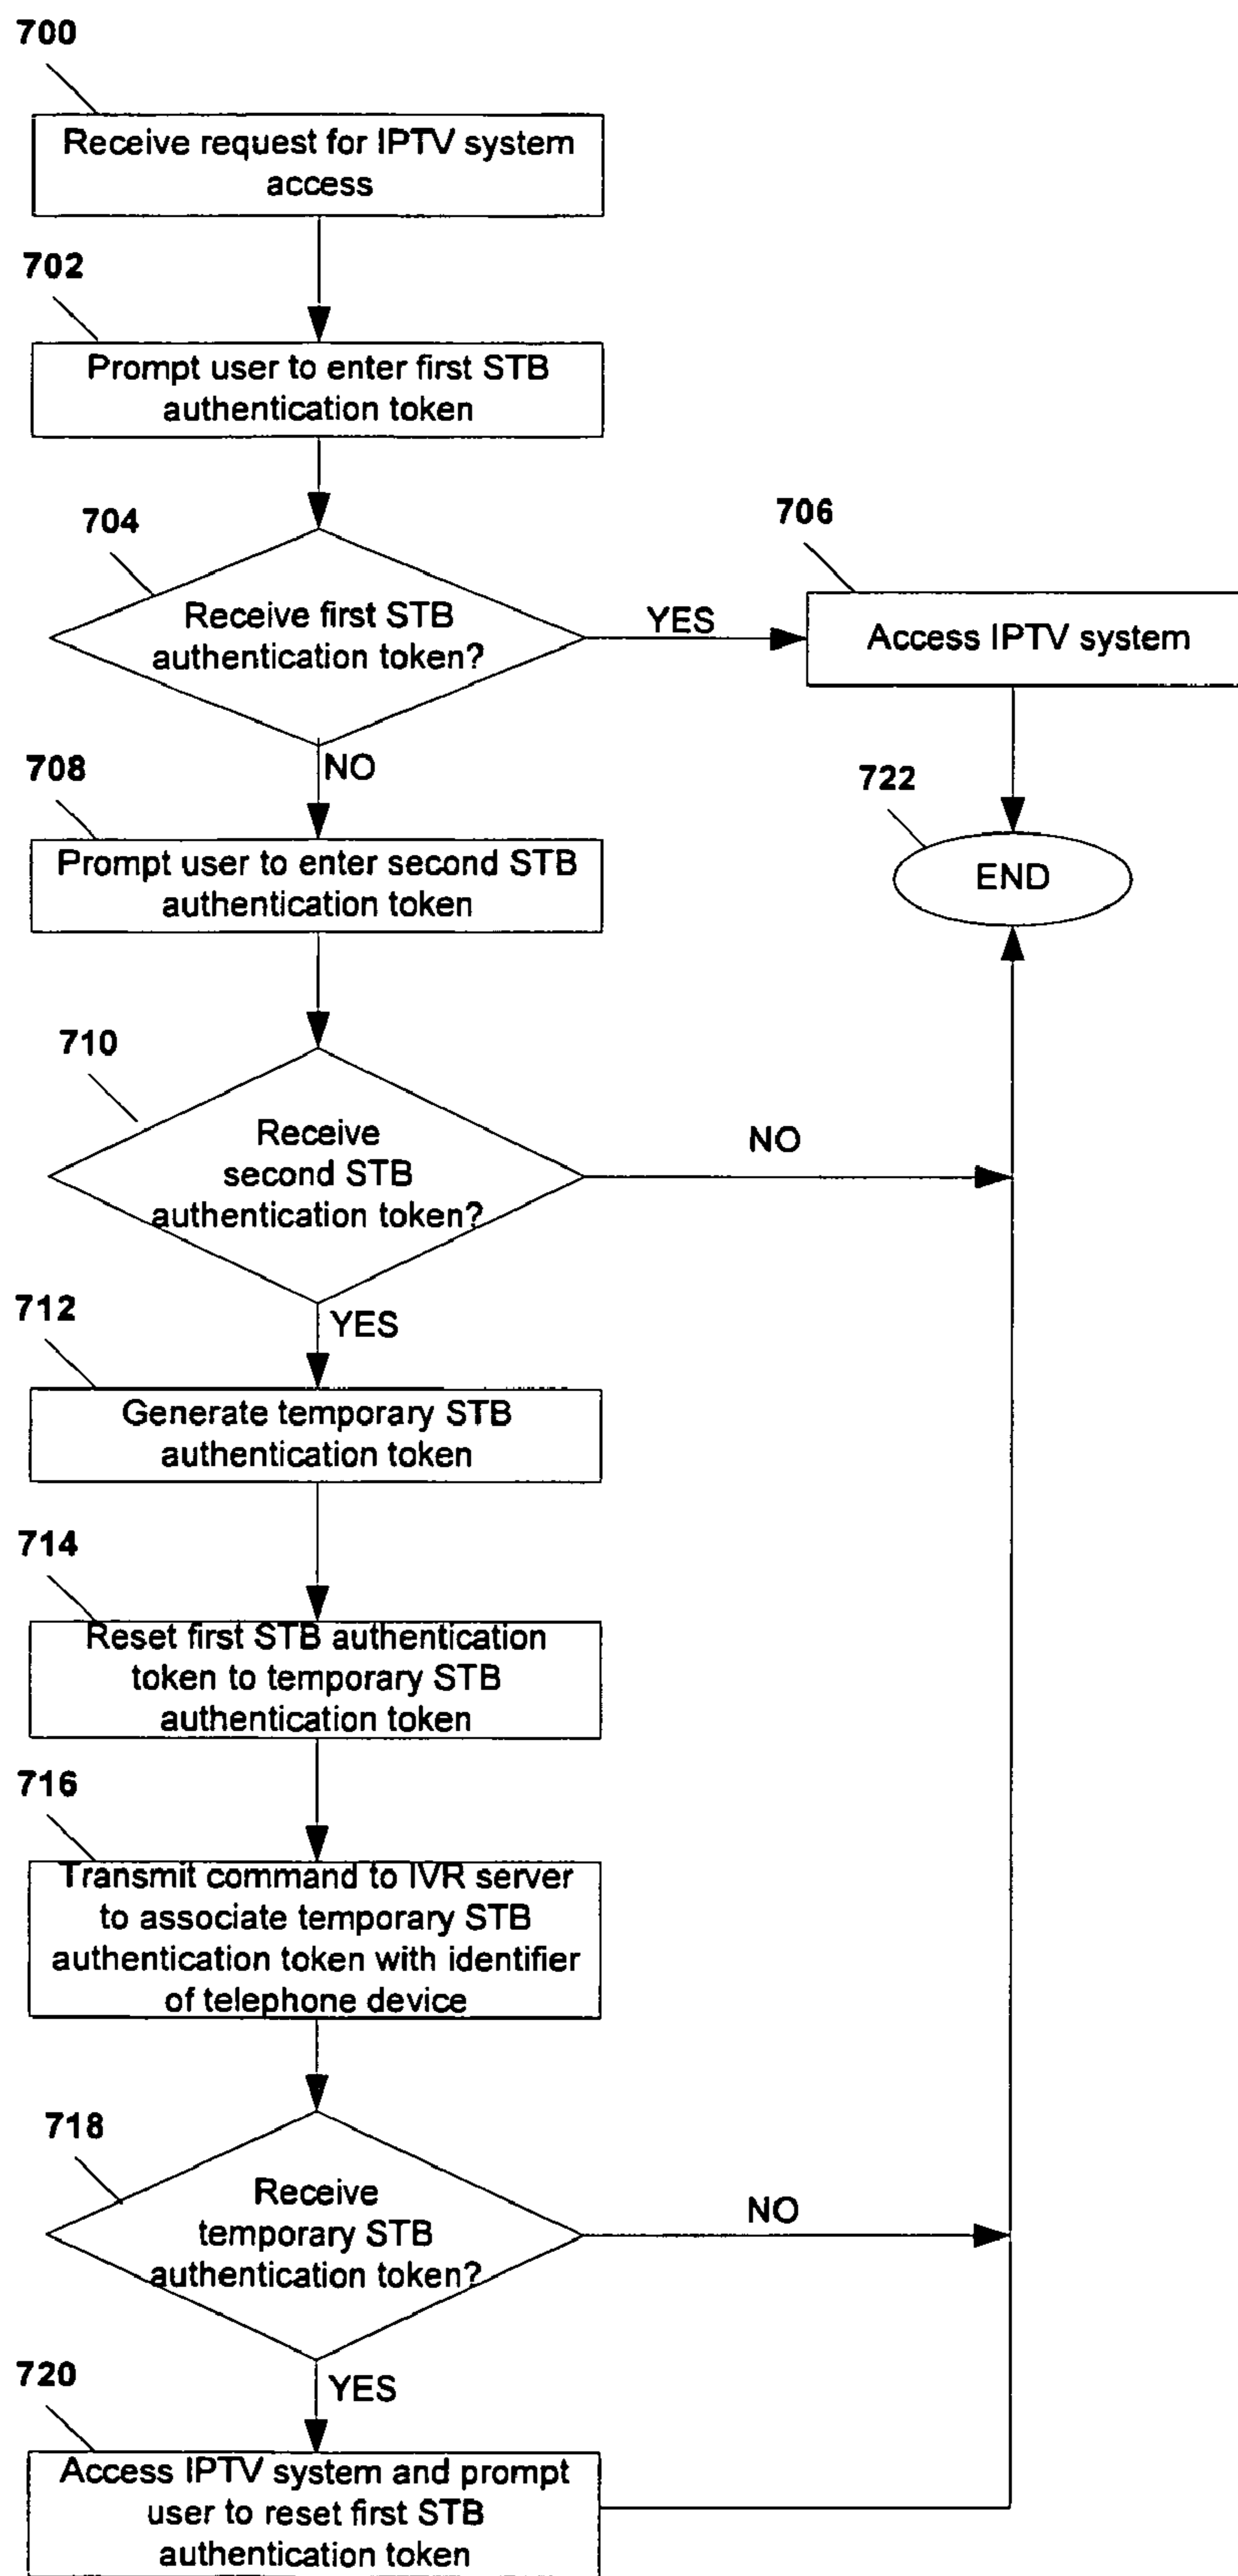 700
Receive request for IPTV system
access
702
Prompt user to enter first STB
authentication token
704
Receive first STB
authentication token?
YES
706
Access IPTV system
NO
708
Prompt user to enter second STB
authentication token
722
END
710
Receive
second STB
authentication token?
NO
YES
712
Generate temporary STB
authentication token
714
Reset first STB authentication
token to temporary STB
authentication token
716
Transmit command to IVR server
to associate temporary STB
authentication token with identifier
of telephone device
718
Receive
temporary STB
authentication token?
NO
YES
720
Access IPTV system and prompt
user to reset first STB
authentication token